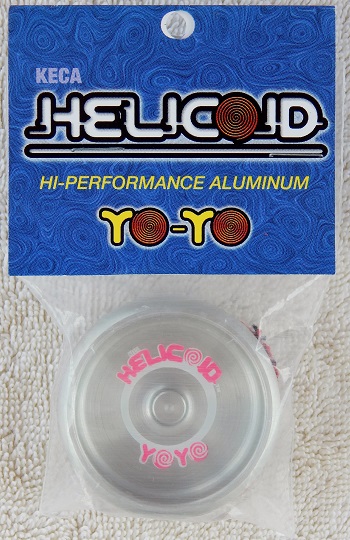 KECA
HELICOID
HI-PERFORMANCE ALUMINUM
YO-YO
HELICOID
YOYO